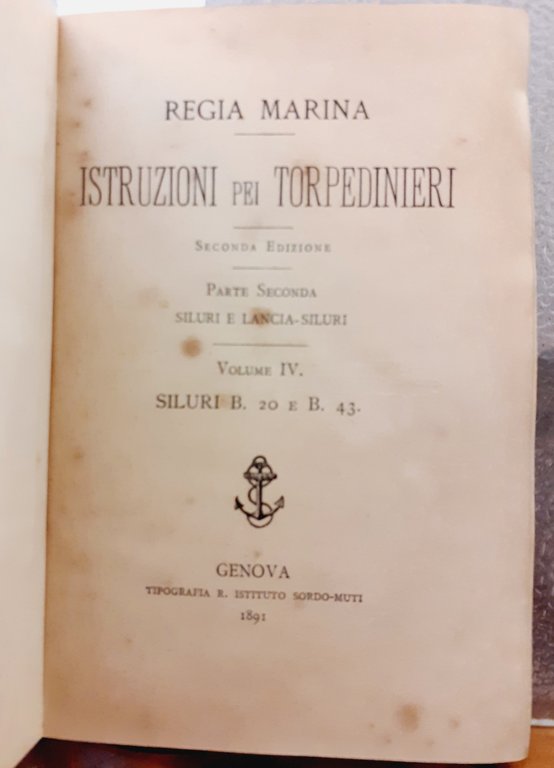 REGIA MARINA
ISTRUZIONI PEI TORPEDINIERI
SECONDA EDIZIONE
PARTE SECONDA
SILURI E LANCIA-SILURI
VOLUME IV.
SILURI B. 20 E B. 43.
GENOVA
TIPOGRAFIA R. ISTITUTO SORDO-MUTI
1891